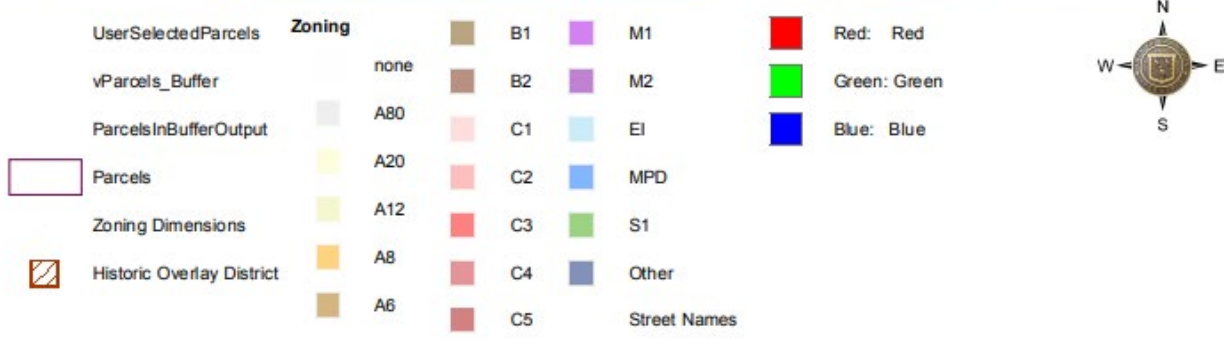 UserSelectedParcels
vParcels_Buffer
ParcelsInBufferOutput
Parcels
Zoning Dimensions
Historic Overlay District
Zoning
none
A80
A20
A12
A8
A6
B1
B2
C1
C2
C3
C4
C5
M1
M2
EI
MPD
S1
Other
Street Names
Red: Red
Green: Green
Blue: Blue
N
W E
S